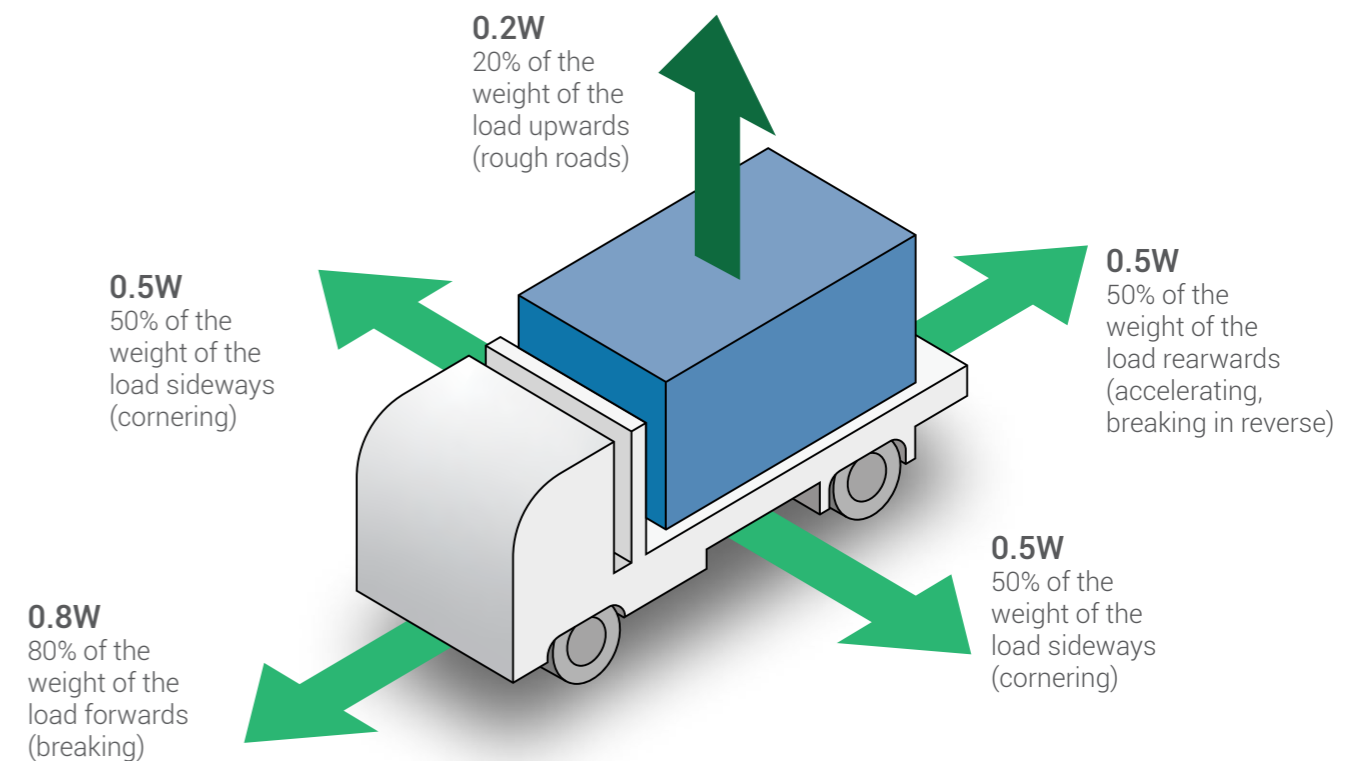 0.2W
20% of the
weight of the
load upwards
(rough roads)
0.5W
50% of the
weight of the
load sideways
(cornering)
0.5W
50% of the
weight of the
load rearwards
(accelerating,
breaking in reverse)
0.5W
50% of the
weight of the
load sideways
(cornering)
0.8W
80% of the
weight of the
load forwards
(breaking)